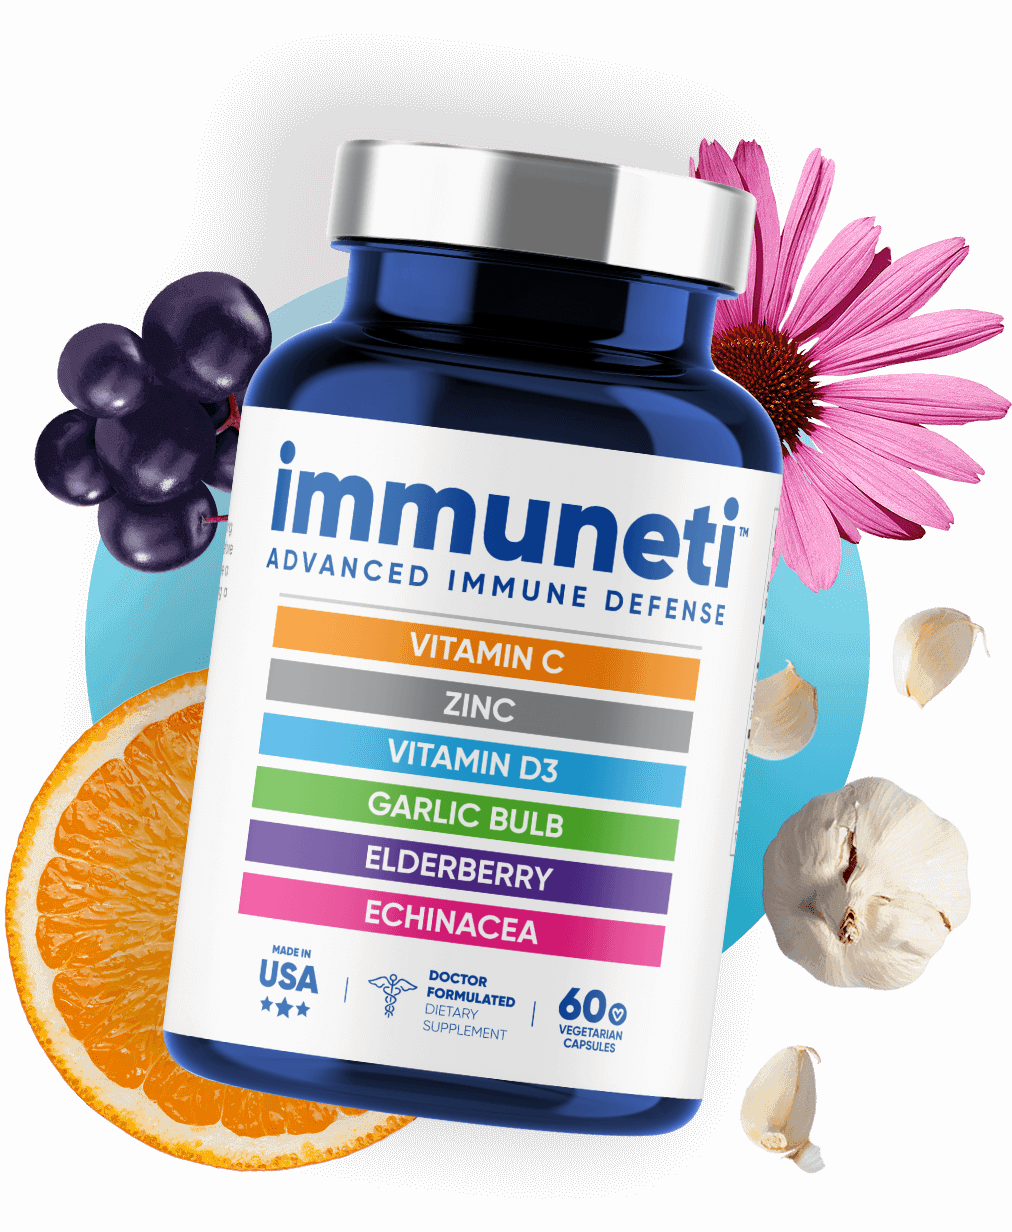 immuneti™
ADVANCED IMMUNE DEFENSE
VITAMIN C
ZINC
VITAMIN D3
GARLIC BULB
ELDERBERRY
ECHINACEA
MADE IN
USA
DOCTOR
FORMULATED
DIETARY
SUPPLEMENT
60
VEGETARIAN
CAPSULES